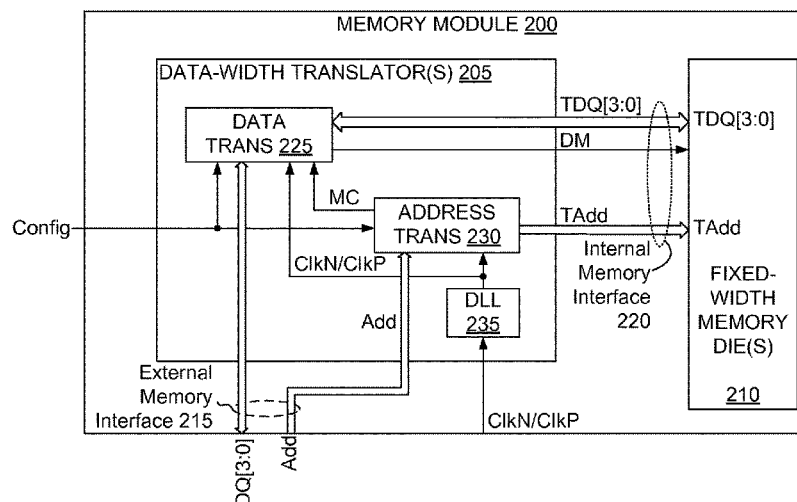 MEMORY MODULE 200
DATA-WIDTH TRANSLATOR(S) 205
TDQ[3:0]
TDQ[3:0]
DATA
TRANS 225
DM
MC
ADDRESS
TRANS 230
TAdd
TAdd
Config
ClkN/ClkP
Internal
Memory
Interface
220
FIXED-
WIDTH
MEMORY
DIE(S)
210
DLL
235
Add
External
Memory
Interface 215
ClkN/ClkP
DQ[3:0]
Add